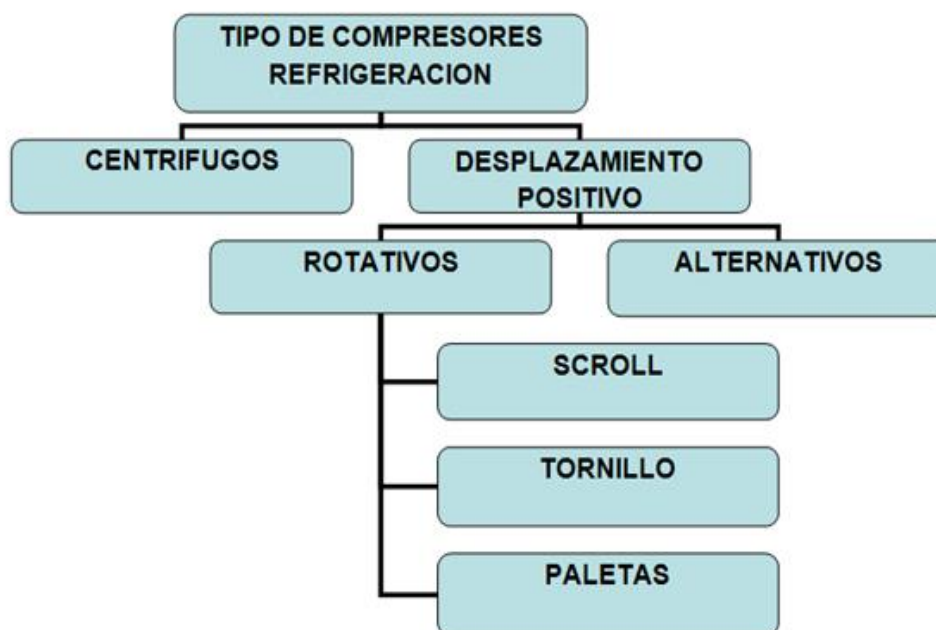 TIPO DE COMPRESORES
REFRIGERACION
CENTRIFUGOS
DESPLAZAMIENTO
POSITIVO
ROTATIVOS
ALTERNATIVOS
SCROLL
TORNILLO
PALETAS